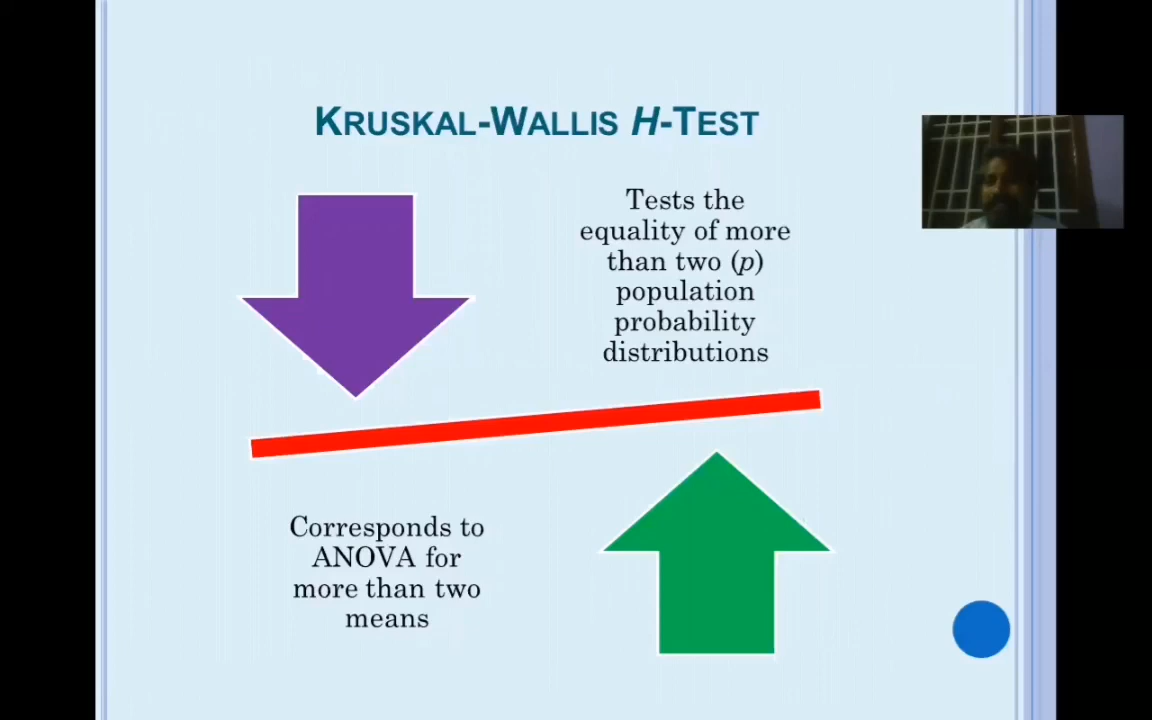 KRUSKAL-WALLIS H-TEST
Tests the
equality of more
than two (p)
population
probability
distributions
Corresponds to
ANOVA for
more than two
means